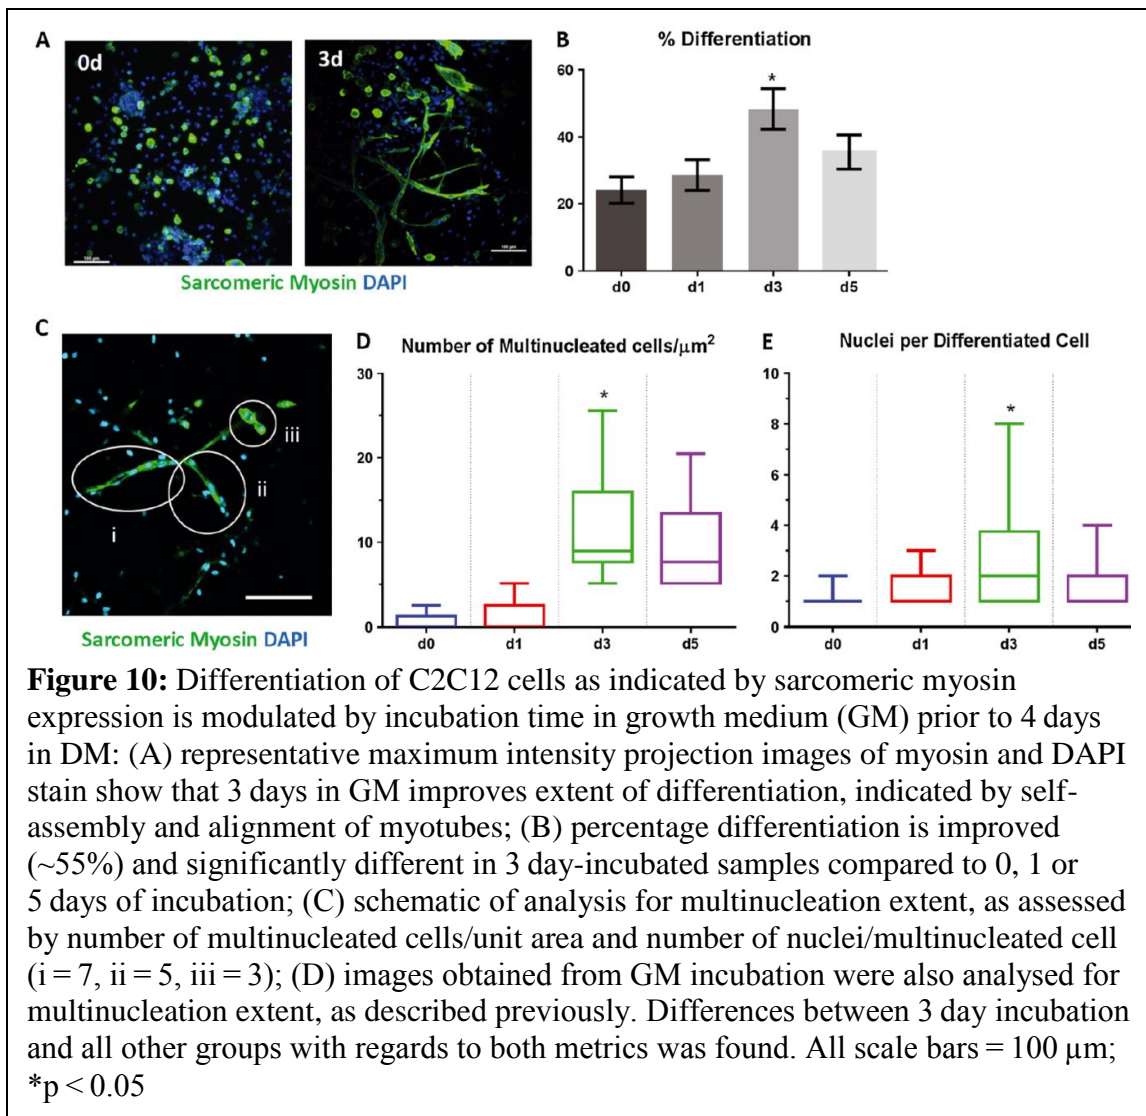 A
0d
3d
100 µm
100 µm
Sarcomeric Myosin DAPI
B
% Differentiation
*
60
40
20
0
d0 d1 d3 d5
C
i
ii
iii
Sarcomeric Myosin DAPI
D
Number of Multinucleated cells/µm²
*
30
20
10
0
d0 d1 d3 d5
E
Nuclei per Differentiated Cell
*
10
8
6
4
2
0
d0 d1 d3 d5
Figure 10: Differentiation of C2C12 cells as indicated by sarcomeric myosin
expression is modulated by incubation time in growth medium (GM) prior to 4 days
in DM: (A) representative maximum intensity projection images of myosin and DAPI
stain show that 3 days in GM improves extent of differentiation, indicated by self-
assembly and alignment of myotubes; (B) percentage differentiation is improved
(~55%) and significantly different in 3 day-incubated samples compared to 0, 1 or
5 days of incubation; (C) schematic of analysis for multinucleation extent, as assessed
by number of multinucleated cells/unit area and number of nuclei/multinucleated cell
(i = 7, ii = 5, iii = 3); (D) images obtained from GM incubation were also analysed for
multinucleation extent, as described previously. Differences between 3 day incubation
and all other groups with regards to both metrics was found. All scale bars = 100 µm;
*p < 0.05